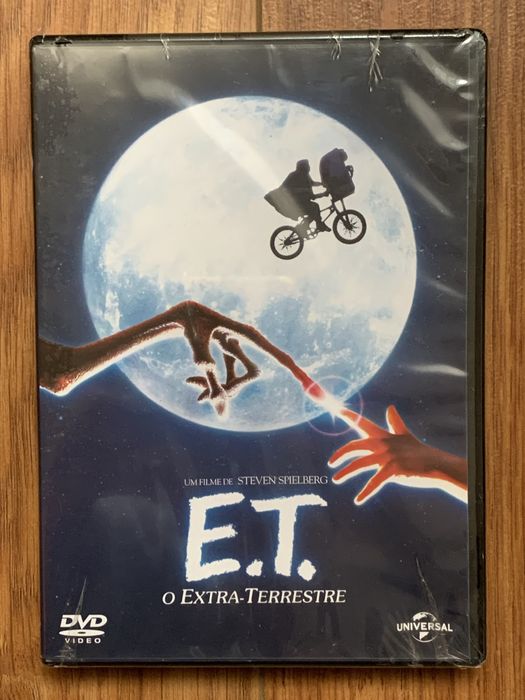 UM FILME DE STEVEN SPIELBERG
E.T.
O EXTRA-TERRESTRE
DVD
VIDEO
UNIVERSAL